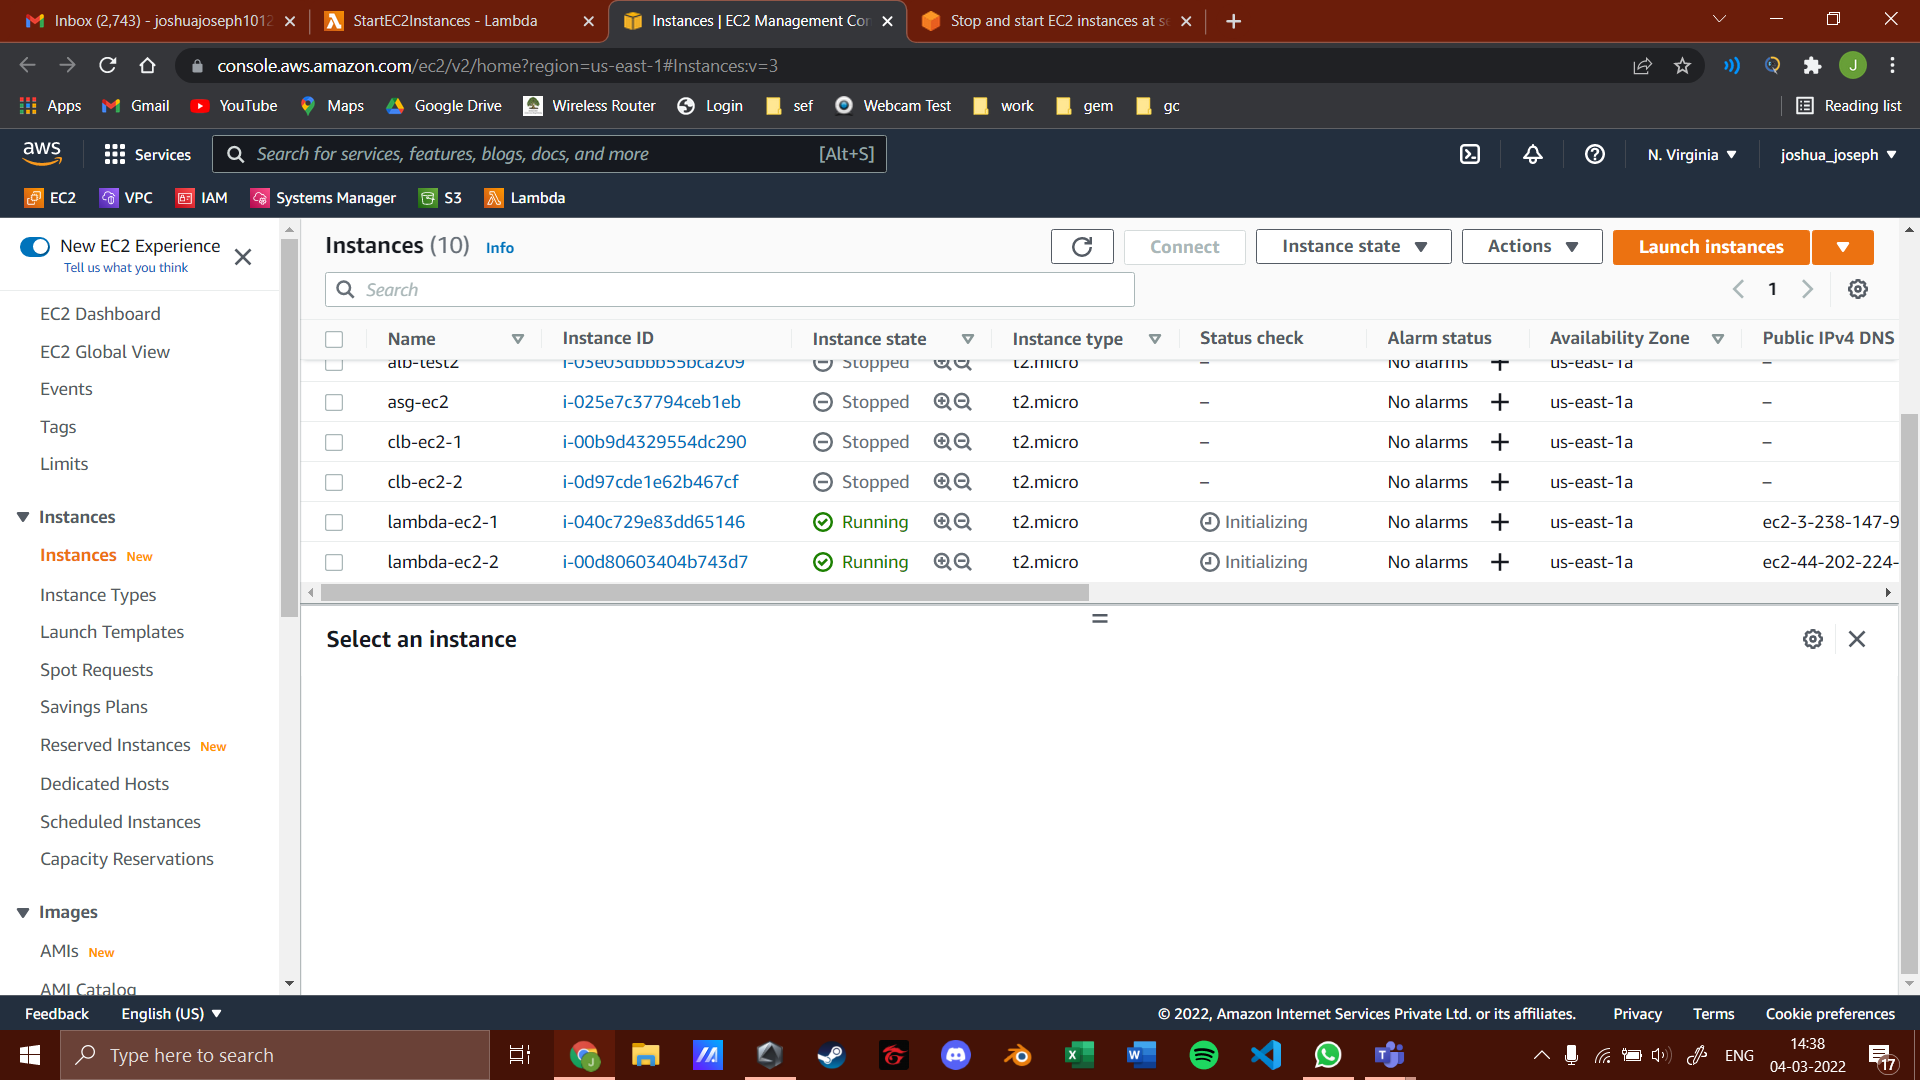 Inbox (2,743) - joshuajoseph1012
StartEC2Instances - Lambda
Instances | EC2 Management Con
Stop and start EC2 instances at se
console.aws.amazon.com/ec2/v2/home?region=us-east-1#Instances:v=3
J
Apps Gmail YouTube Maps Google Drive Wireless Router Login sef Webcam Test work gem gc Reading list
aws Services Search for services, features, blogs, docs, and more [Alt+S] N. Virginia joshua_joseph
EC2 VPC IAM Systems Manager S3 Lambda
New EC2 Experience
Tell us what you think
EC2 Dashboard
EC2 Global View
Events
Tags
Limits
Instances
Instances New
Instance Types
Launch Templates
Spot Requests
Savings Plans
Reserved Instances New
Dedicated Hosts
Scheduled Instances
Capacity Reservations
Images
AMIs New
AMI Catalog
Instances (10) Info
Connect Instance state Actions Launch instances
Search
1
Name Instance ID Instance state Instance type Status check Alarm status Availability Zone Public IPv4 DNS
alb-test2 i-03e03dbbb55bca209 Stopped t2.micro – No alarms + us-east-1a –
asg-ec2 i-025e7c37794ceb1eb Stopped t2.micro – No alarms + us-east-1a –
clb-ec2-1 i-00b9d4329554dc290 Stopped t2.micro – No alarms + us-east-1a –
clb-ec2-2 i-0d97cde1e62b467cf Stopped t2.micro – No alarms + us-east-1a –
lambda-ec2-1 i-040c729e83dd65146 Running t2.micro Initializing No alarms + us-east-1a ec2-3-238-147-9
lambda-ec2-2 i-00d80603404b743d7 Running t2.micro Initializing No alarms + us-east-1a ec2-44-202-224-
Select an instance
Feedback English (US) © 2022, Amazon Internet Services Private Ltd. or its affiliates. Privacy Terms Cookie preferences
Type here to search
ENG
14:38
04-03-2022
17